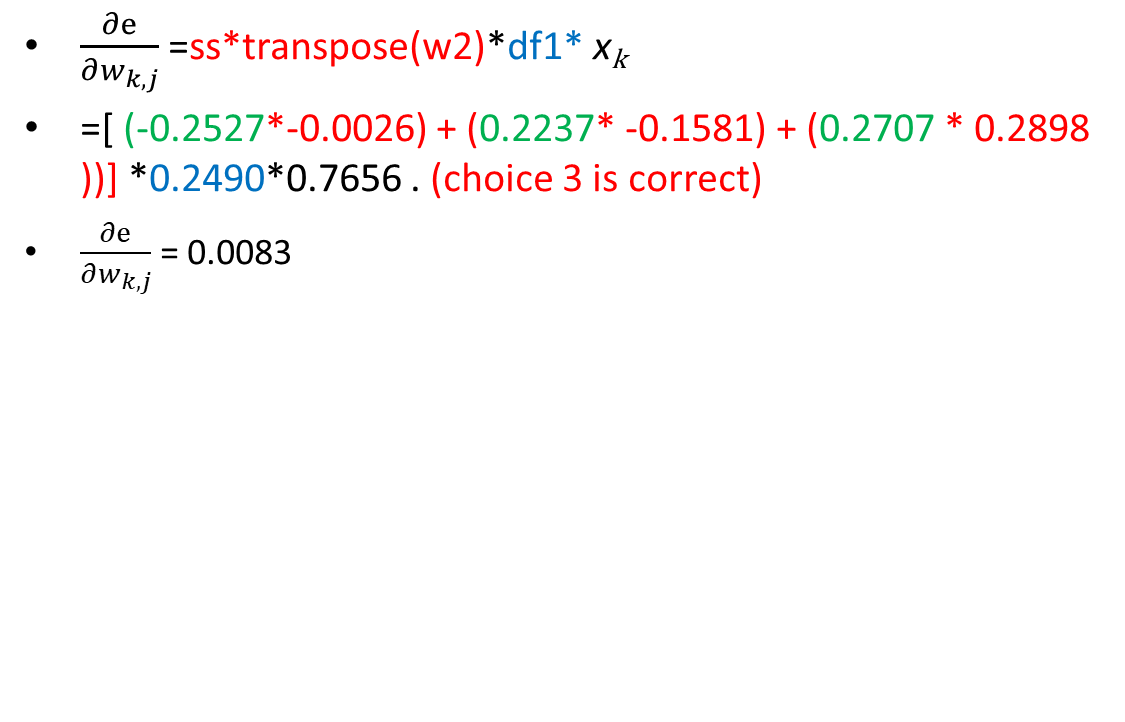 • ∂e/∂w_{k,j} =ss*transpose(w2)*df1* x_k
• =[ (-0.2527*-0.0026) + (0.2237* -0.1581) + (0.2707 * 0.2898
))] *0.2490*0.7656 . (choice 3 is correct)
• ∂e/∂w_{k,j} = 0.0083